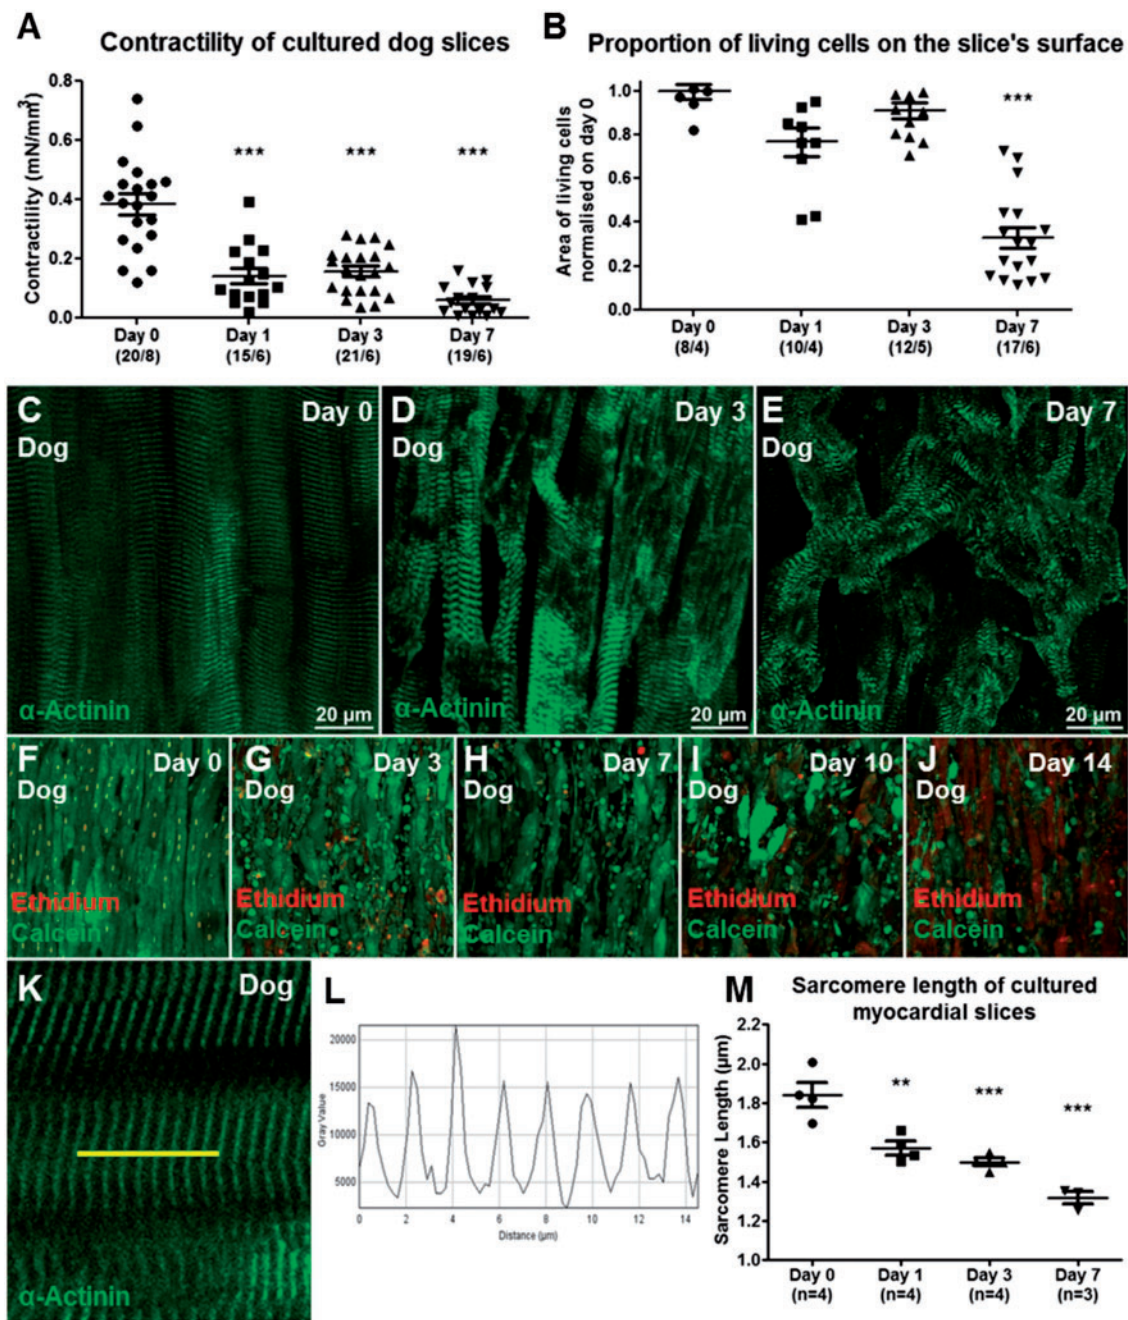 A
Contractility of cultured dog slices
Contractility (mN/mm³)
0.8
0.6
0.4
0.2
0.0
***
***
***
Day 0
(20/8)
Day 1
(15/6)
Day 3
(21/6)
Day 7
(19/6)
B
Proportion of living cells on the slice's surface
Area of living cells
normalised on day 0
1.0
0.8
0.6
0.4
0.2
0.0
***
Day 0
(8/4)
Day 1
(10/4)
Day 3
(12/5)
Day 7
(17/6)
C
Day 0
Dog
α-Actinin
20 µm
D
Day 3
Dog
α-Actinin
20 µm
E
Day 7
Dog
α-Actinin
20 µm
F
Day 0
Dog
Ethidium
Calcein
G
Day 3
Dog
Ethidium
Calcein
H
Day 7
Dog
Ethidium
Calcein
I
Day 10
Dog
Ethidium
Calcein
J
Day 14
Dog
Ethidium
Calcein
K
Dog
α-Actinin
L
Gray Value
20000
15000
10000
5000
0
2
4
6
8
10
12
14
Distance (µm)
M
Sarcomere length of cultured
myocardial slices
Sarcomere Length (µm)
2.2
2.0
1.8
1.6
1.4
1.2
1.0
**
***
***
Day 0
(n=4)
Day 1
(n=4)
Day 3
(n=4)
Day 7
(n=3)